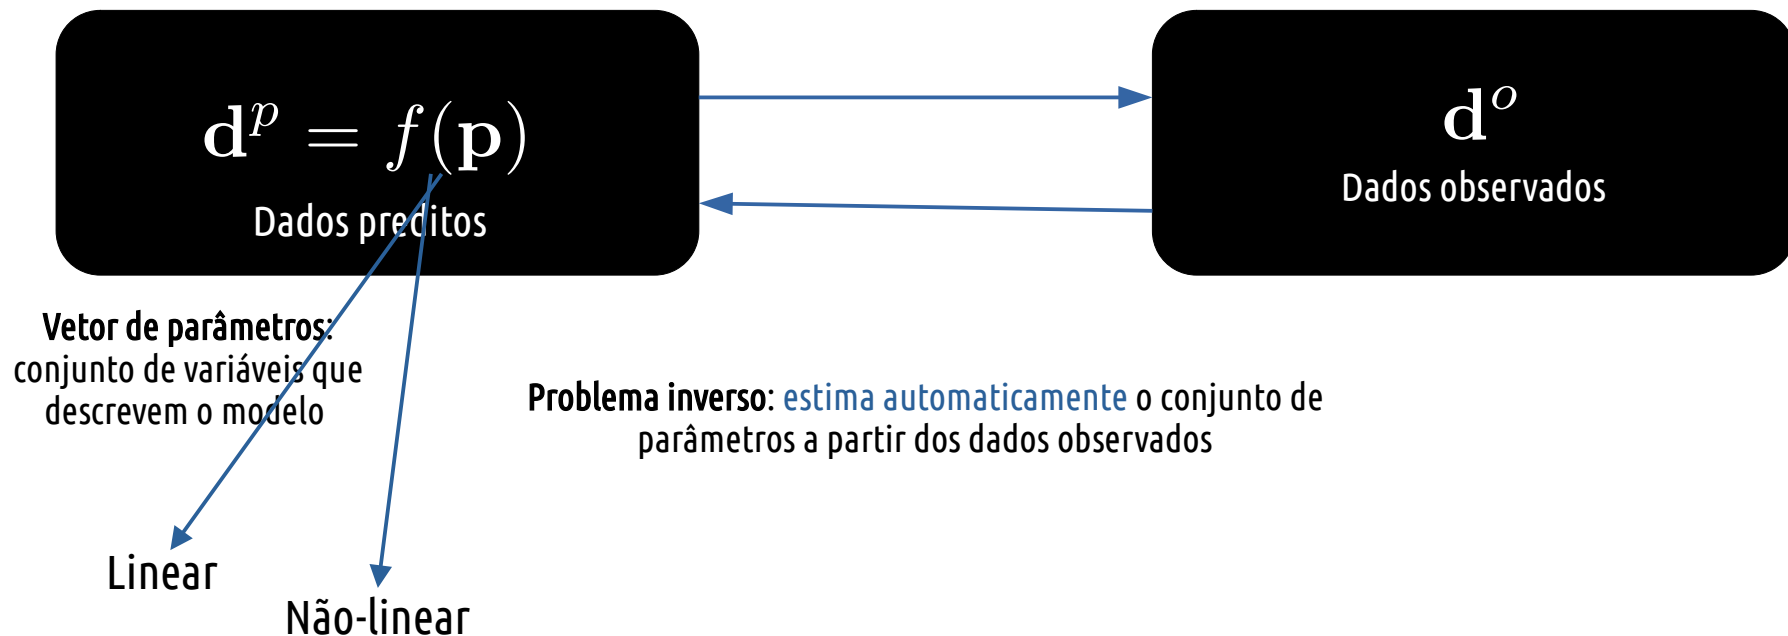 𝐝^p = f(𝐩)
Dados preditos
𝐝^o
Dados observados
Vetor de parâmetros:
conjunto de variáveis que
descrevem o modelo
Problema inverso: estima automaticamente o conjunto de
parâmetros a partir dos dados observados
Linear
Não-linear